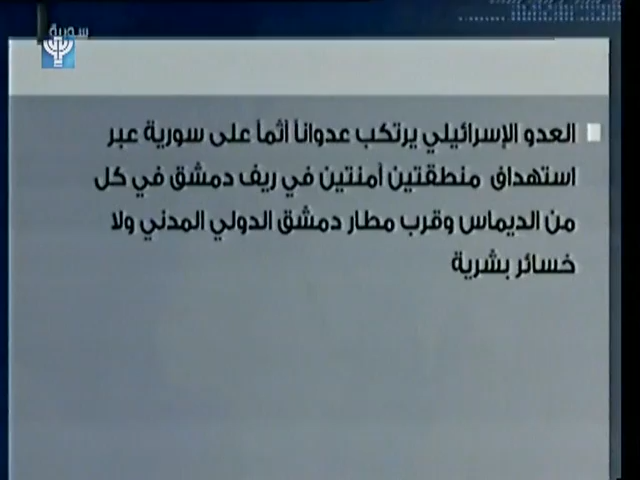 سورية
العدو الإسرائيلي يرتكب عدواناً آثماً على سورية عبر
استهداف منطقتين آمنتين في ريف دمشق في كل
من الديماس وقرب مطار دمشق الدولي المدني ولا
خسائر بشرية